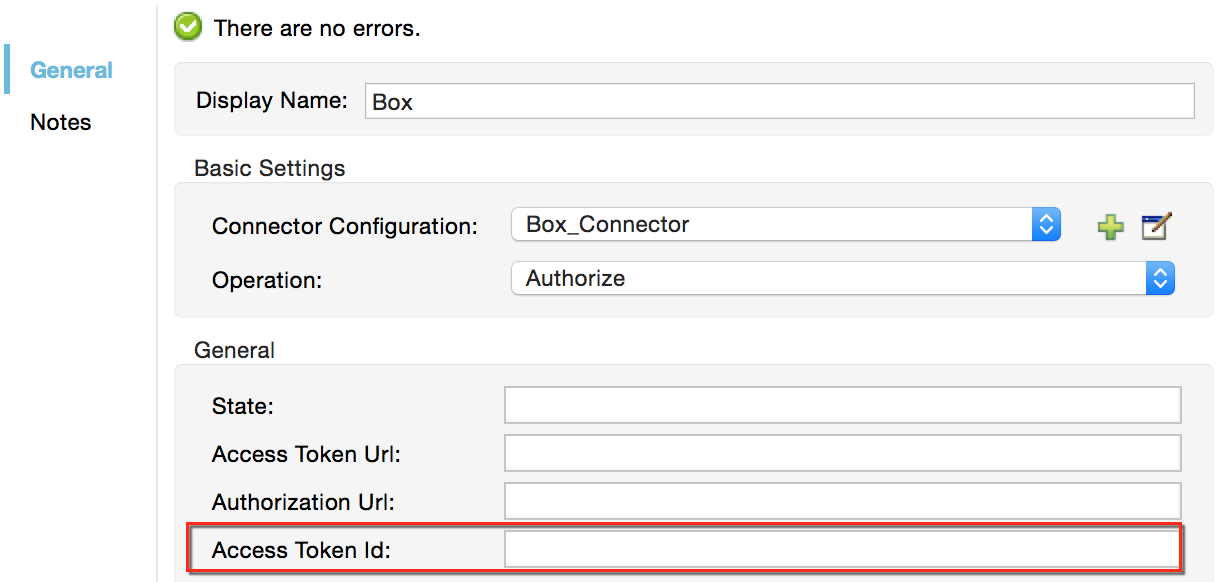 There are no errors.
General
Notes
Display Name: Box
Basic Settings
Connector Configuration: Box_Connector
Operation: Authorize
General
State:
Access Token Url:
Authorization Url:
Access Token Id: